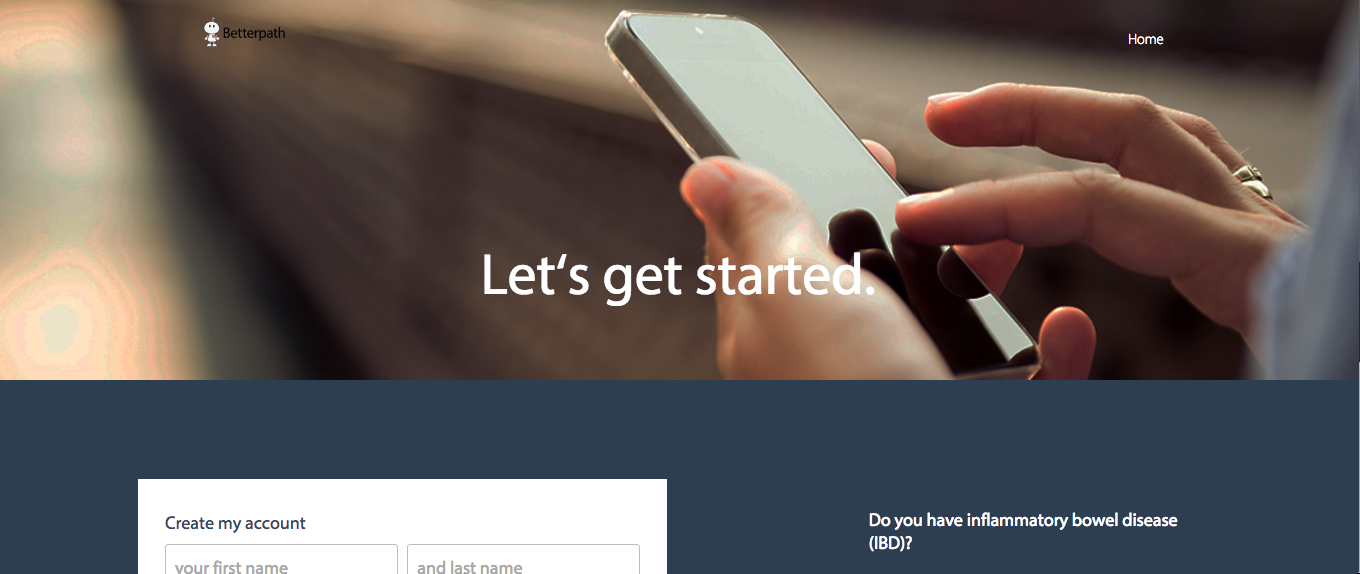 Betterpath
Home
Let‘s get started.
Create my account
your first name
and last name
Do you have inflammatory bowel disease
(IBD)?